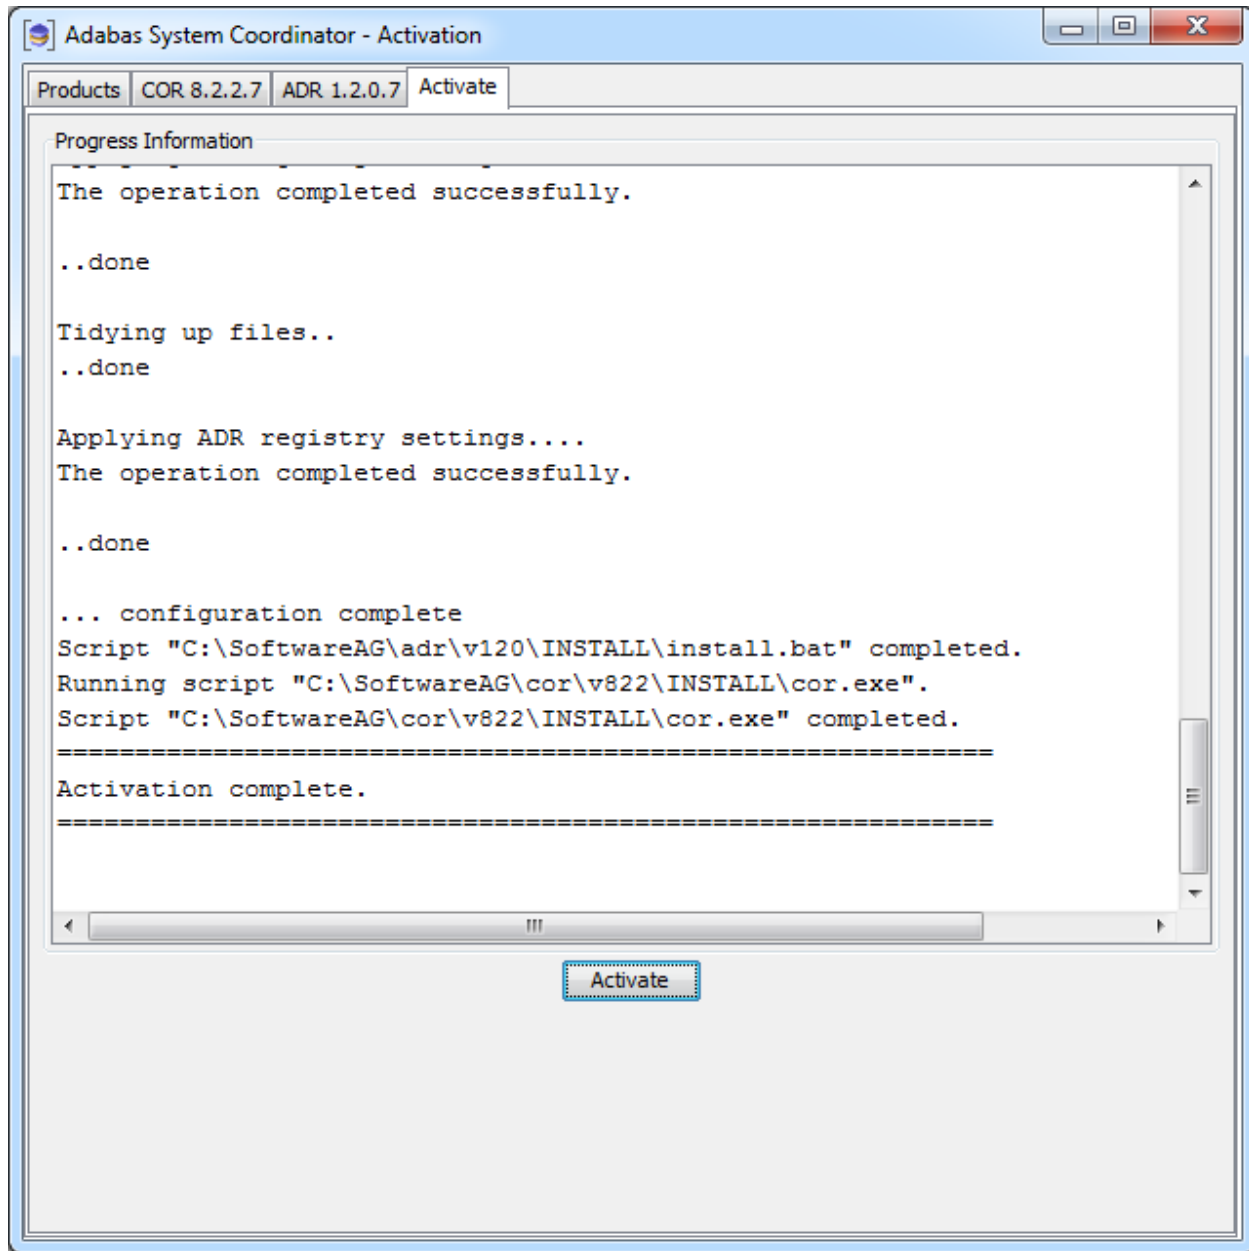 Adabas System Coordinator - Activation
Products COR 8.2.2.7 ADR 1.2.0.7 Activate
Progress Information
The operation completed successfully.
..done
Tidying up files..
..done
Applying ADR registry settings....
The operation completed successfully.
..done
... configuration complete
Script "C:\SoftwareAG\adr\v120\INSTALL\install.bat" completed.
Running script "C:\SoftwareAG\cor\v822\INSTALL\cor.exe".
Script "C:\SoftwareAG\cor\v822\INSTALL\cor.exe" completed.
============================================================
Activation complete.
============================================================
Activate